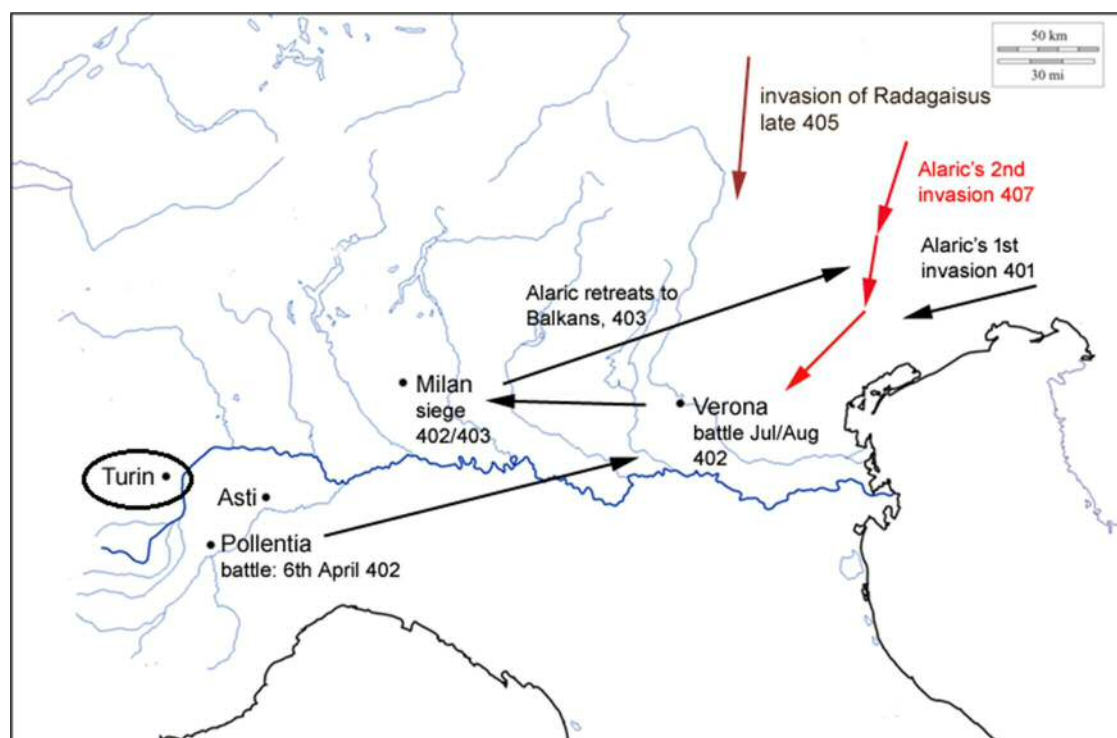 50 km
30 mi
invasion of Radagaisus
late 405
Alaric's 2nd
invasion 407
Alaric's 1st
invasion 401
Alaric retreats to
Balkans, 403
Milan
siege
402/403
Verona
battle Jul/Aug
402
Turin
Asti
Pollentia
battle: 6th April 402